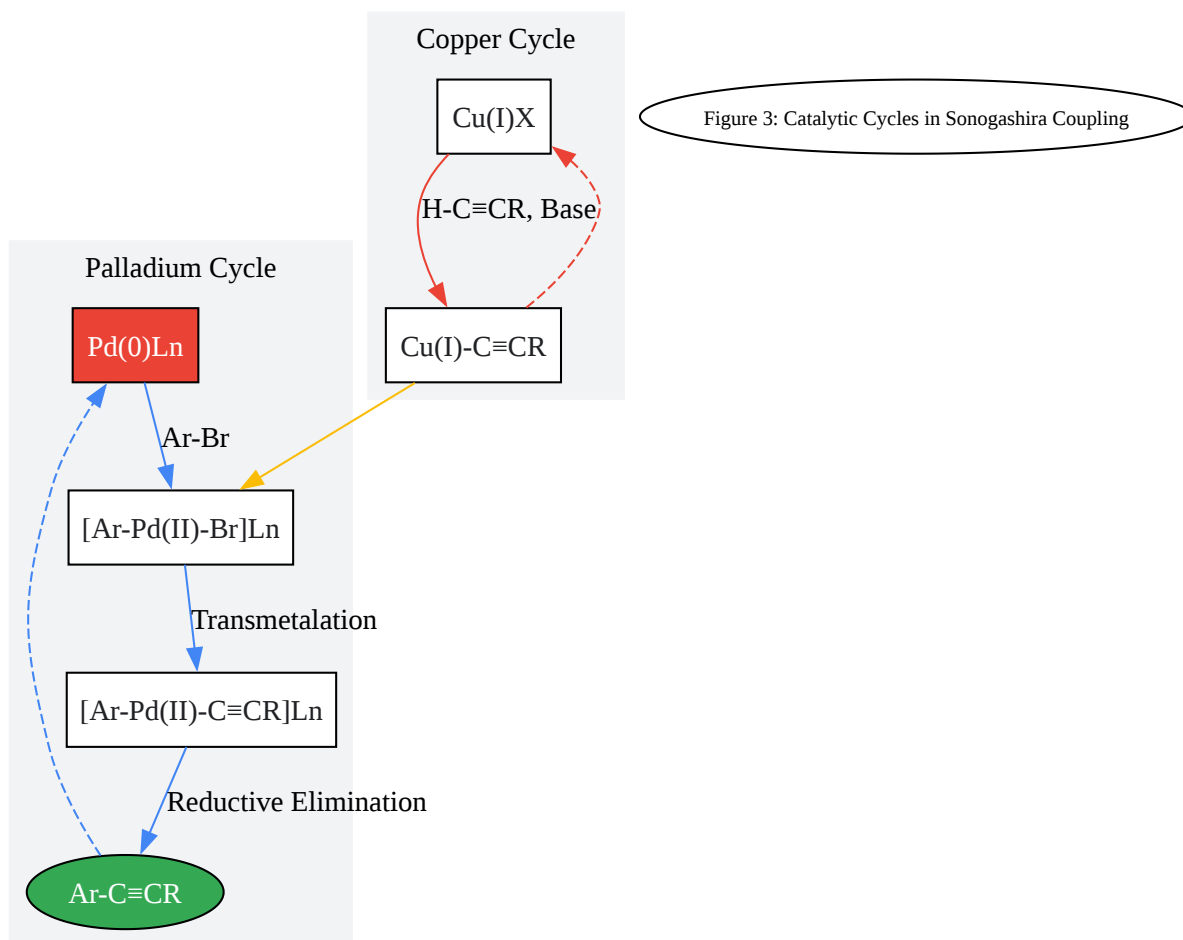 Copper Cycle
Cu(I)X
Figure 3: Catalytic Cycles in Sonogashira Coupling
H-C≡CR, Base
Cu(I)-C≡CR
Palladium Cycle
Pd(0)Ln
Ar-Br
[Ar-Pd(II)-Br]Ln
Transmetalation
[Ar-Pd(II)-C≡CR]Ln
Reductive Elimination
Ar-C≡CR